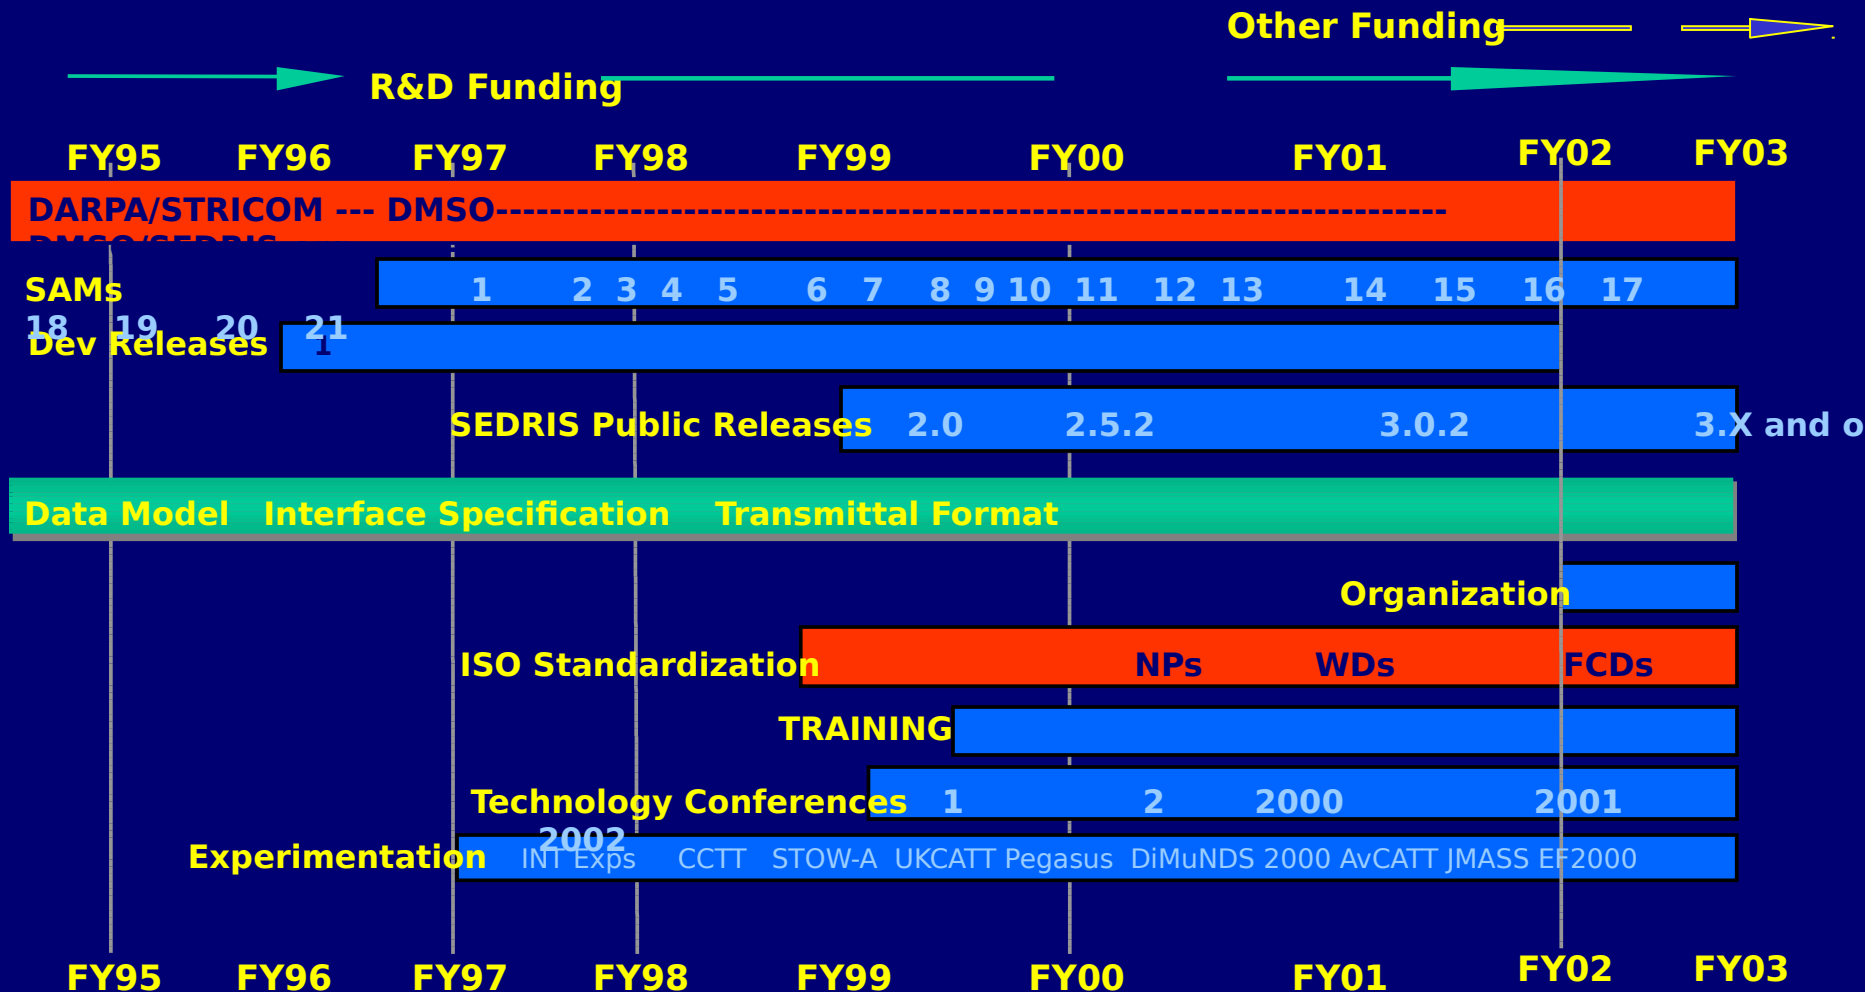 Other Funding
R&D Funding
FY95 FY96 FY97 FY98 FY99 FY00 FY01 FY02 FY03
DARPA/STRICOM --- DMSO-----------------------------------------------------------------------
DMSO/SEDRIS
SAMs 1 2 3 4 5 6 7 8 9 10 11 12 13 14 15 16 17
18 19 20 21
Dev Releases 1
SEDRIS Public Releases 2.0 2.5.2 3.0.2 3.X and o
Data Model Interface Specification Transmittal Format
Organization
ISO Standardization NPs WDs FCDs
TRAINING
Technology Conferences 1 2 2000 2001
2002
Experimentation INT Exps CCTT STOW-A UKCATT Pegasus DiMuNDS 2000 AvCATT JMASS EF2000
FY95 FY96 FY97 FY98 FY99 FY00 FY01 FY02 FY03